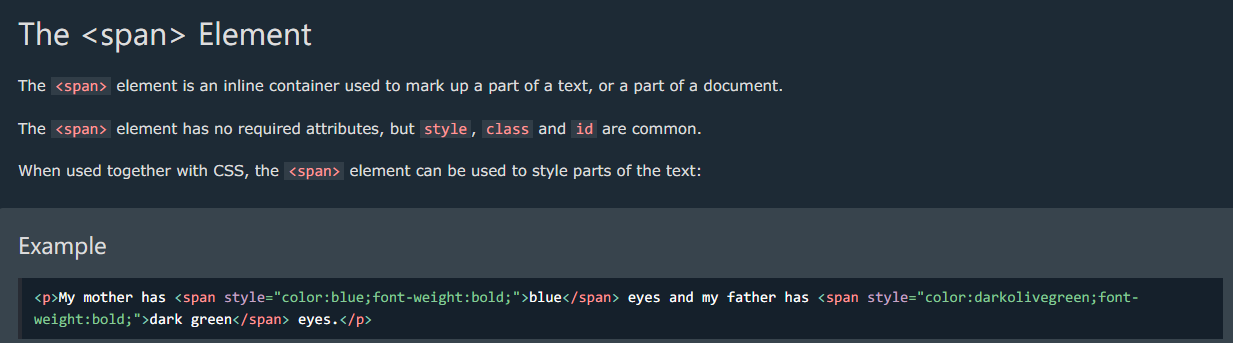 The <span> Element
The <span> element is an inline container used to mark up a part of a text, or a part of a document.
The <span> element has no required attributes, but style, class and id are common.
When used together with CSS, the <span> element can be used to style parts of the text:
Example
<p>My mother has <span style="color:blue;font-weight:bold;">blue</span> eyes and my father has <span style="color:darkolivegreen;font-
weight:bold;">dark green</span> eyes.</p>